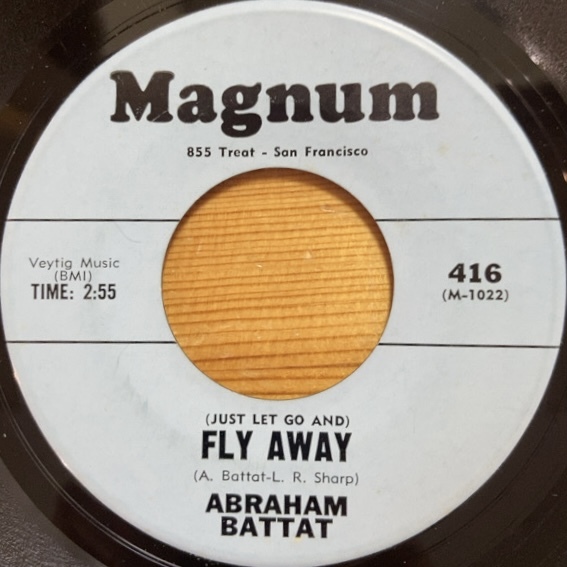 Magnum
855 Treat - San Francisco
Veytig Music
(BMI)
TIME: 2:55
416
(M-1022)
(JUST LET GO AND)
FLY AWAY
(A. Battat-L. R. Sharp)
ABRAHAM
BATTAT